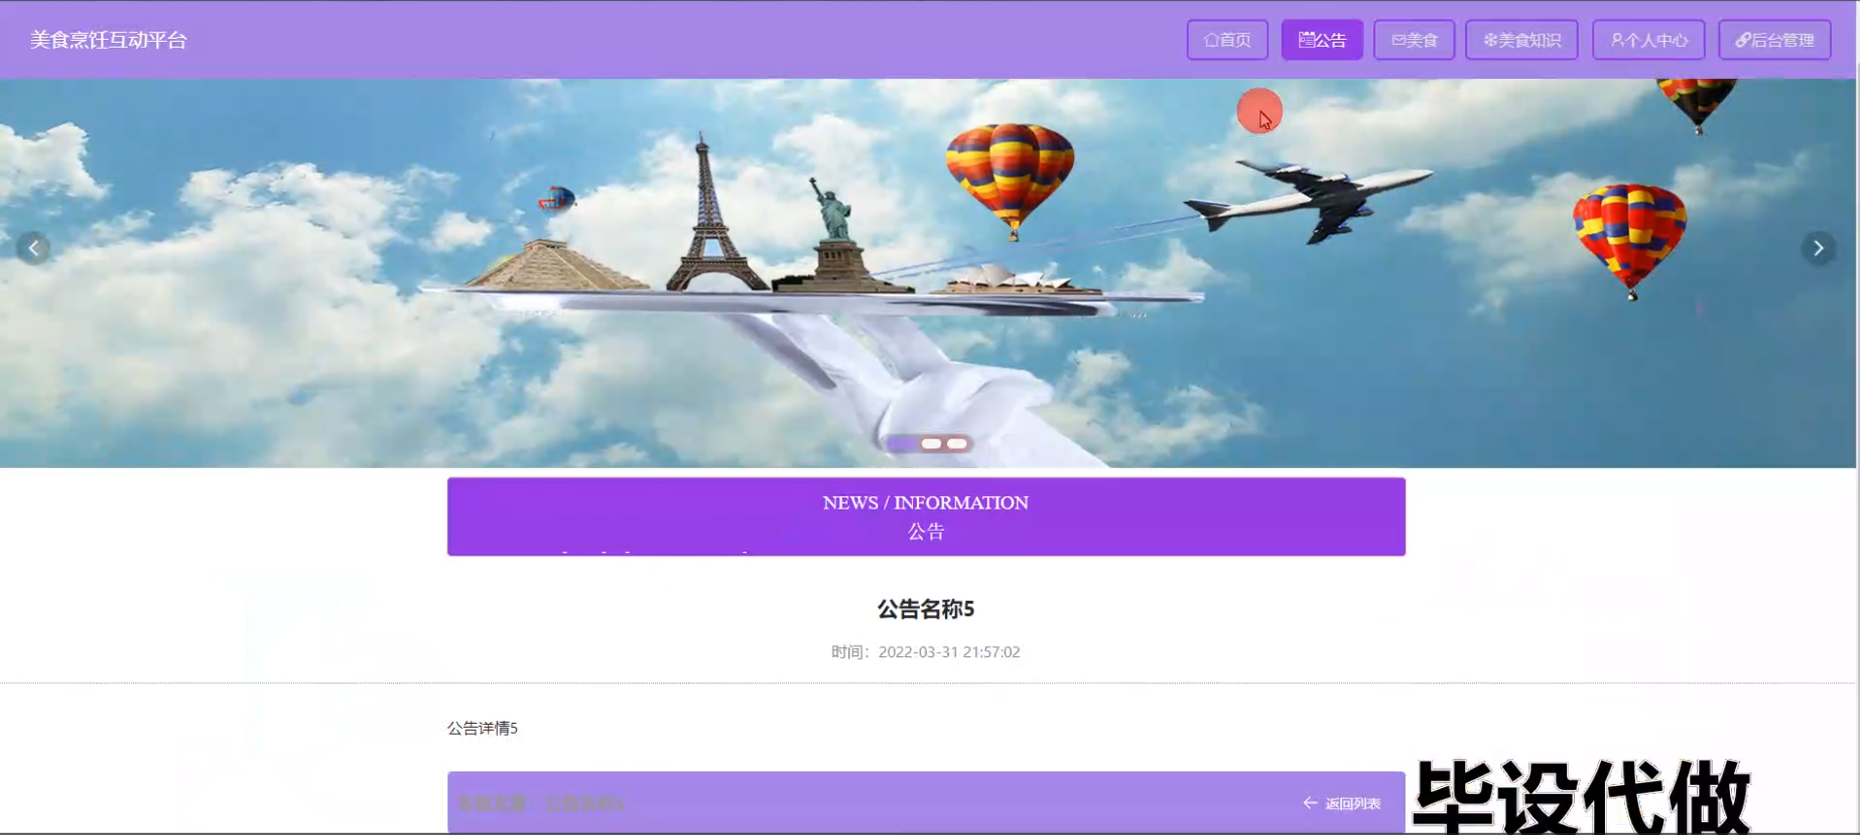 美食烹饪互动平台
首页
公告
美食
美食知识
个人中心
后台管理
NEWS / INFORMATION
公告
公告名称5
时间：2022-03-31 21:57:02
公告详情5
返回列表
毕设代做